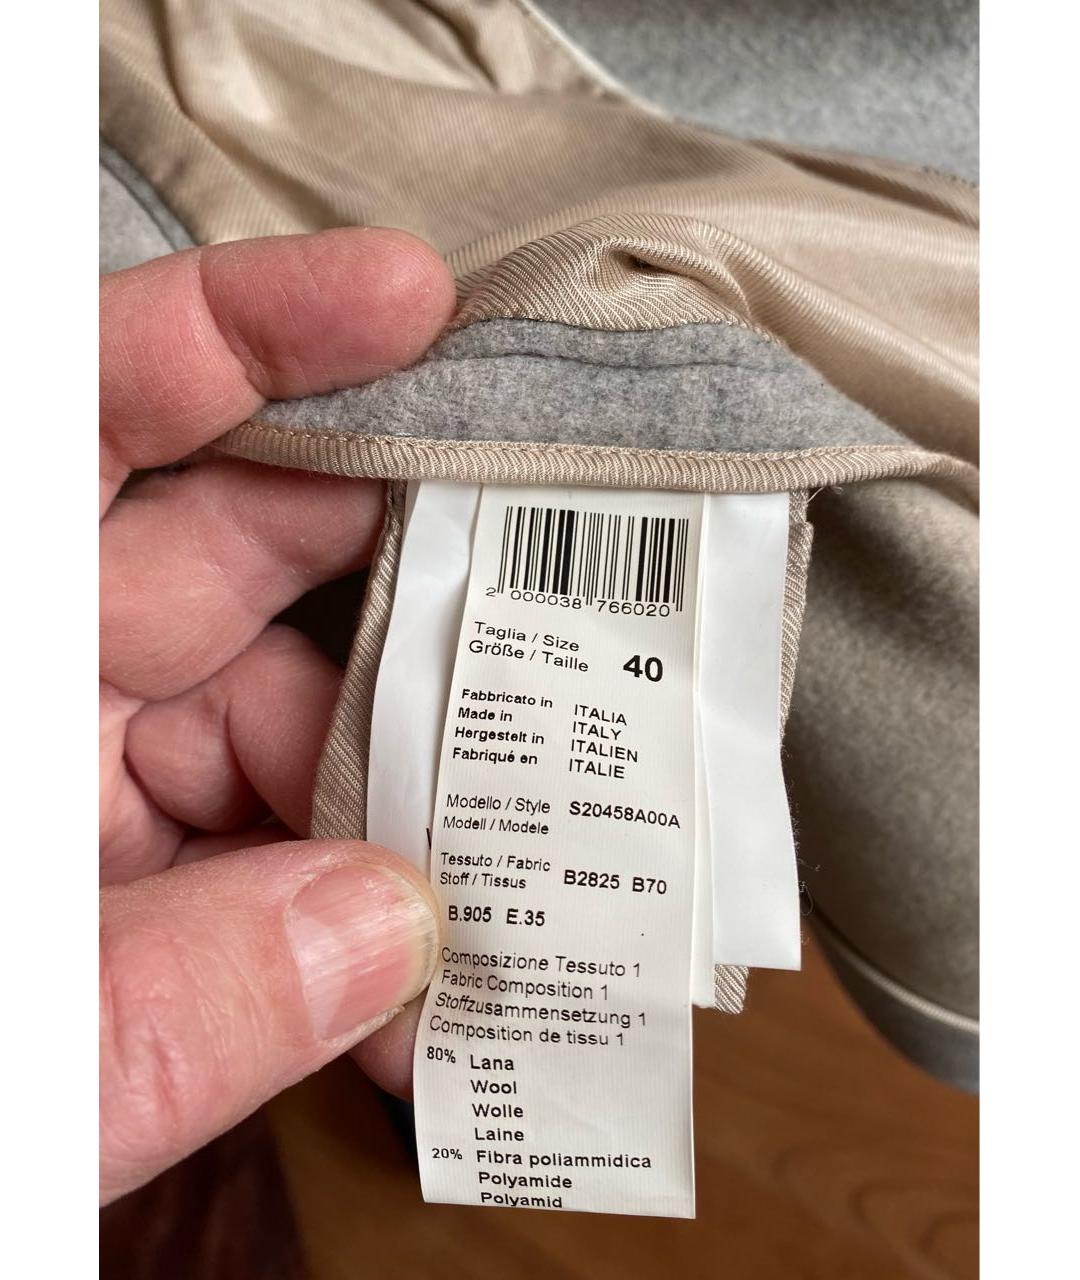 2 000038 766020
Taglia / Size
Größe / Taille 40
Fabbricato in ITALIA
Made in ITALY
Hergestelt in ITALIEN
Fabriqué en ITALIE
Modello / Style S20458A00A
Modell / Modele
Tessuto / Fabric
Stoff / Tissus B2825 B70
B.905 E.35
Composizione Tessuto 1
Fabric Composition 1
Stoffzusammensetzung 1
Composition de tissu 1
80% Lana
Wool
Wolle
Laine
20% Fibra poliammidica
Polyamide
Polyamid